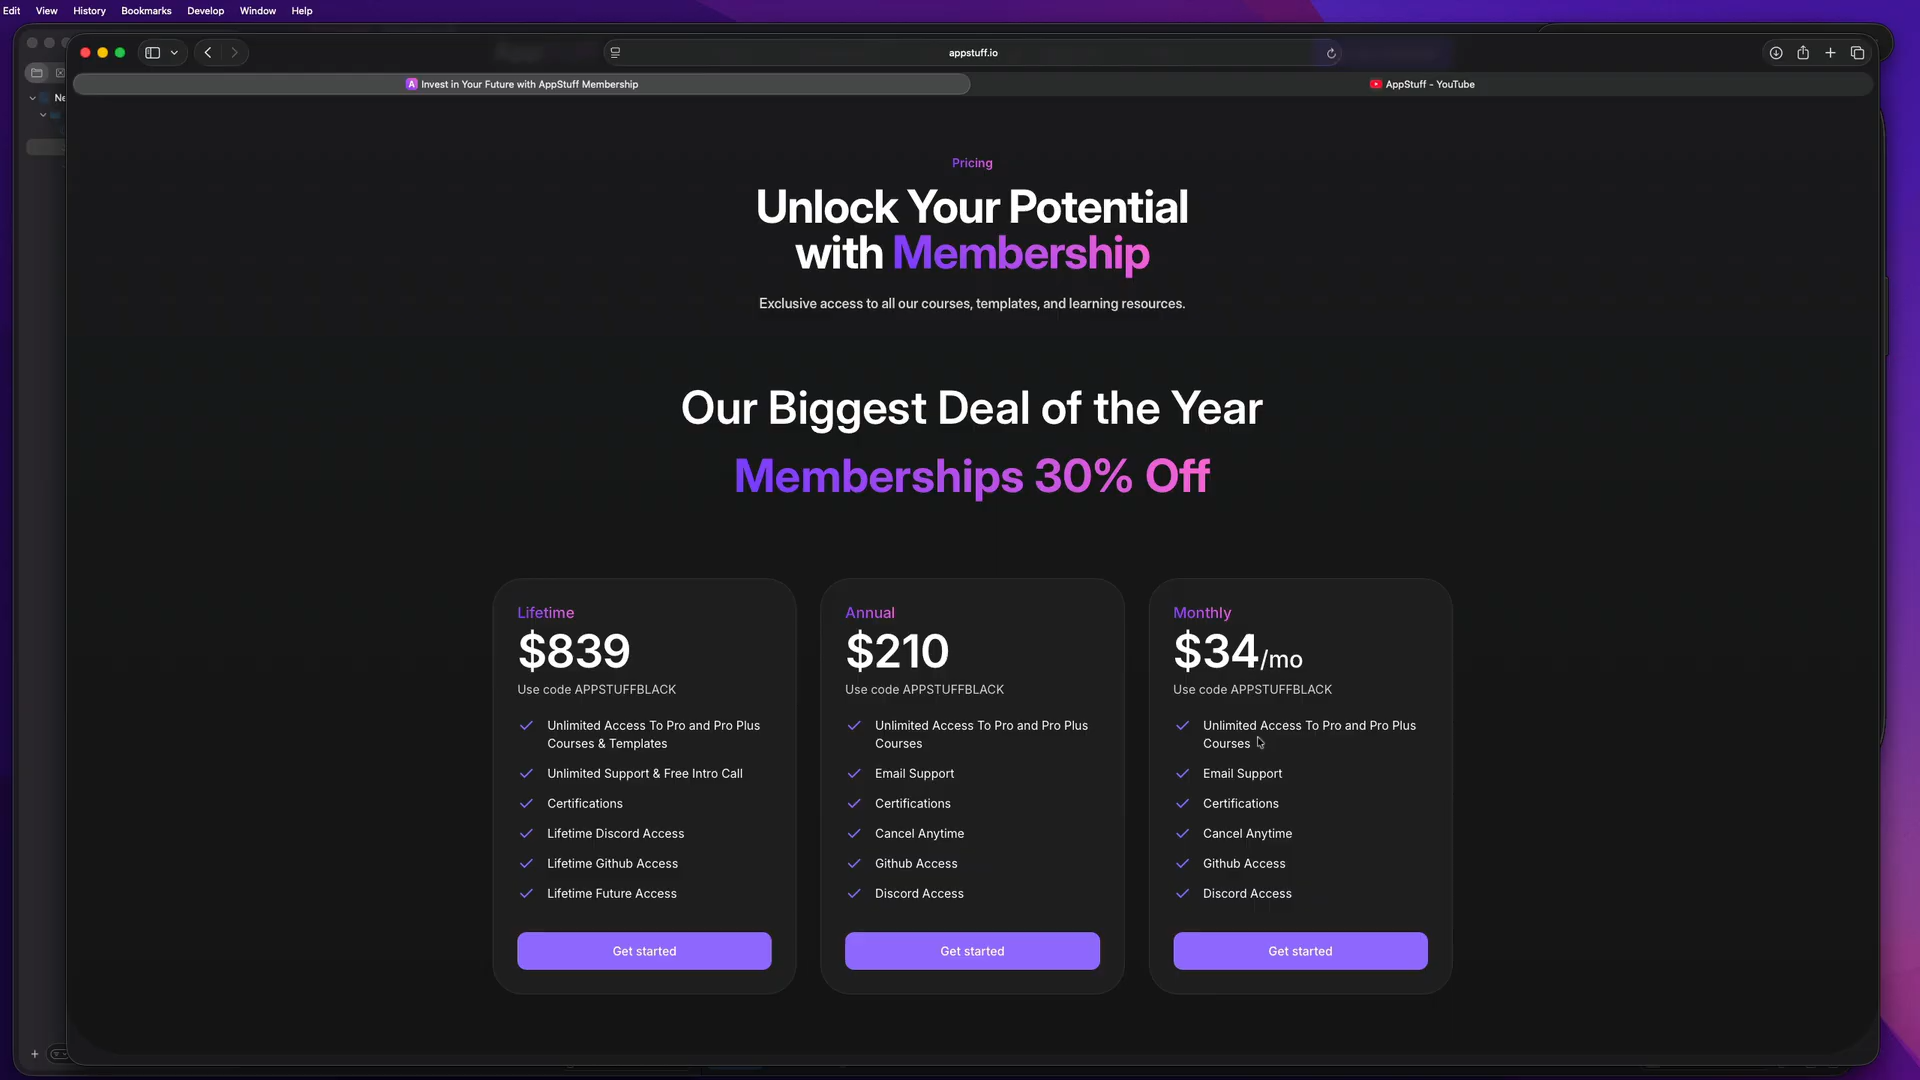 Edit View History Bookmarks Develop Window Help
appstuff.io
Invest in Your Future with AppStuff Membership
AppStuff - YouTube
Ne
Pricing
Unlock Your Potential
with Membership
Exclusive access to all our courses, templates, and learning resources.
Our Biggest Deal of the Year
Memberships 30% Off
Lifetime
$839
Use code APPSTUFFBLACK
Unlimited Access To Pro and Pro Plus
Courses & Templates
Unlimited Support & Free Intro Call
Certifications
Lifetime Discord Access
Lifetime Github Access
Lifetime Future Access
Get started
Annual
$210
Use code APPSTUFFBLACK
Unlimited Access To Pro and Pro Plus
Courses
Email Support
Certifications
Cancel Anytime
Github Access
Discord Access
Get started
Monthly
$34/mo
Use code APPSTUFFBLACK
Unlimited Access To Pro and Pro Plus
Courses
Email Support
Certifications
Cancel Anytime
Github Access
Discord Access
Get started